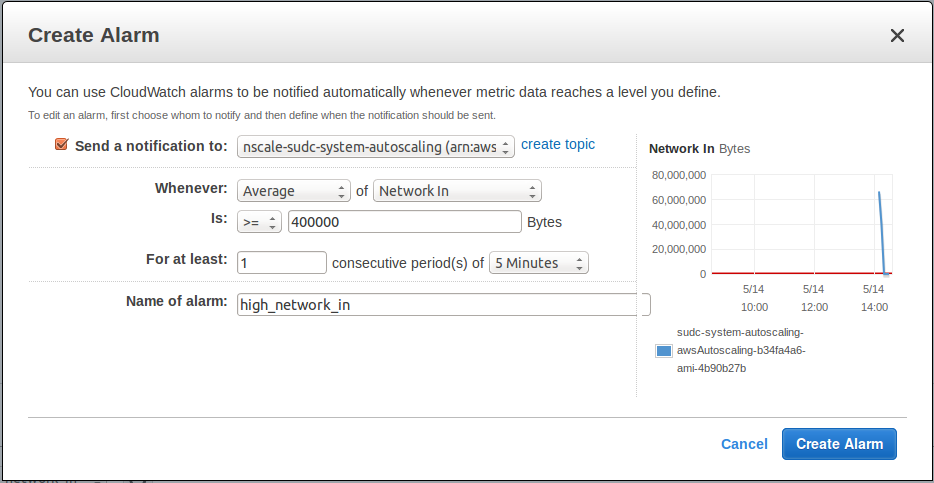 Create Alarm
You can use CloudWatch alarms to be notified automatically whenever metric data reaches a level you define.
To edit an alarm, first choose whom to notify and then define when the notification should be sent.
Send a notification to: nscale-sudc-system-autoscaling (arn:aws create topic
Whenever: Average of Network In
Is: >= 400000 Bytes
For at least: 1 consecutive period(s) of 5 Minutes
Name of alarm: high_network_in
Network In Bytes
80,000,000
60,000,000
40,000,000
20,000,000
0
5/14 5/14 5/14
10:00 12:00 14:00
sudc-system-autoscaling-
awsAutoscaling-b34fa4a6-
ami-4b90b27b
Cancel Create Alarm